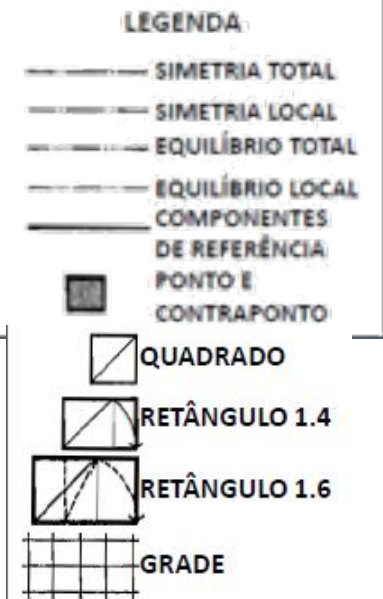 LEGENDA
SIMETRIA TOTAL
SIMETRIA LOCAL
EQUILÍBRIO TOTAL
EQUILÍBRIO LOCAL
COMPONENTES
DE REFERÊNCIA
PONTO E
CONTRAPONTO
QUADRADO
RETÂNGULO 1.4
RETÂNGULO 1.6
GRADE